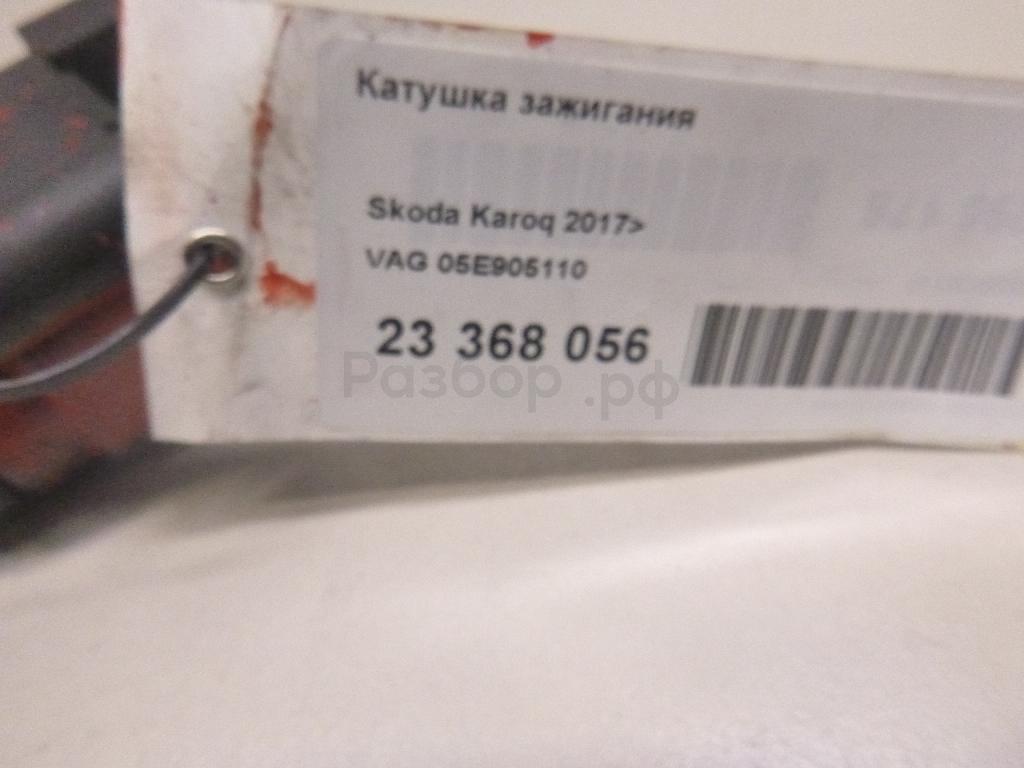 Катушка зажигания
Skoda Karoq 2017>
VAG 05E905110
23 368 056
Разбор.рф